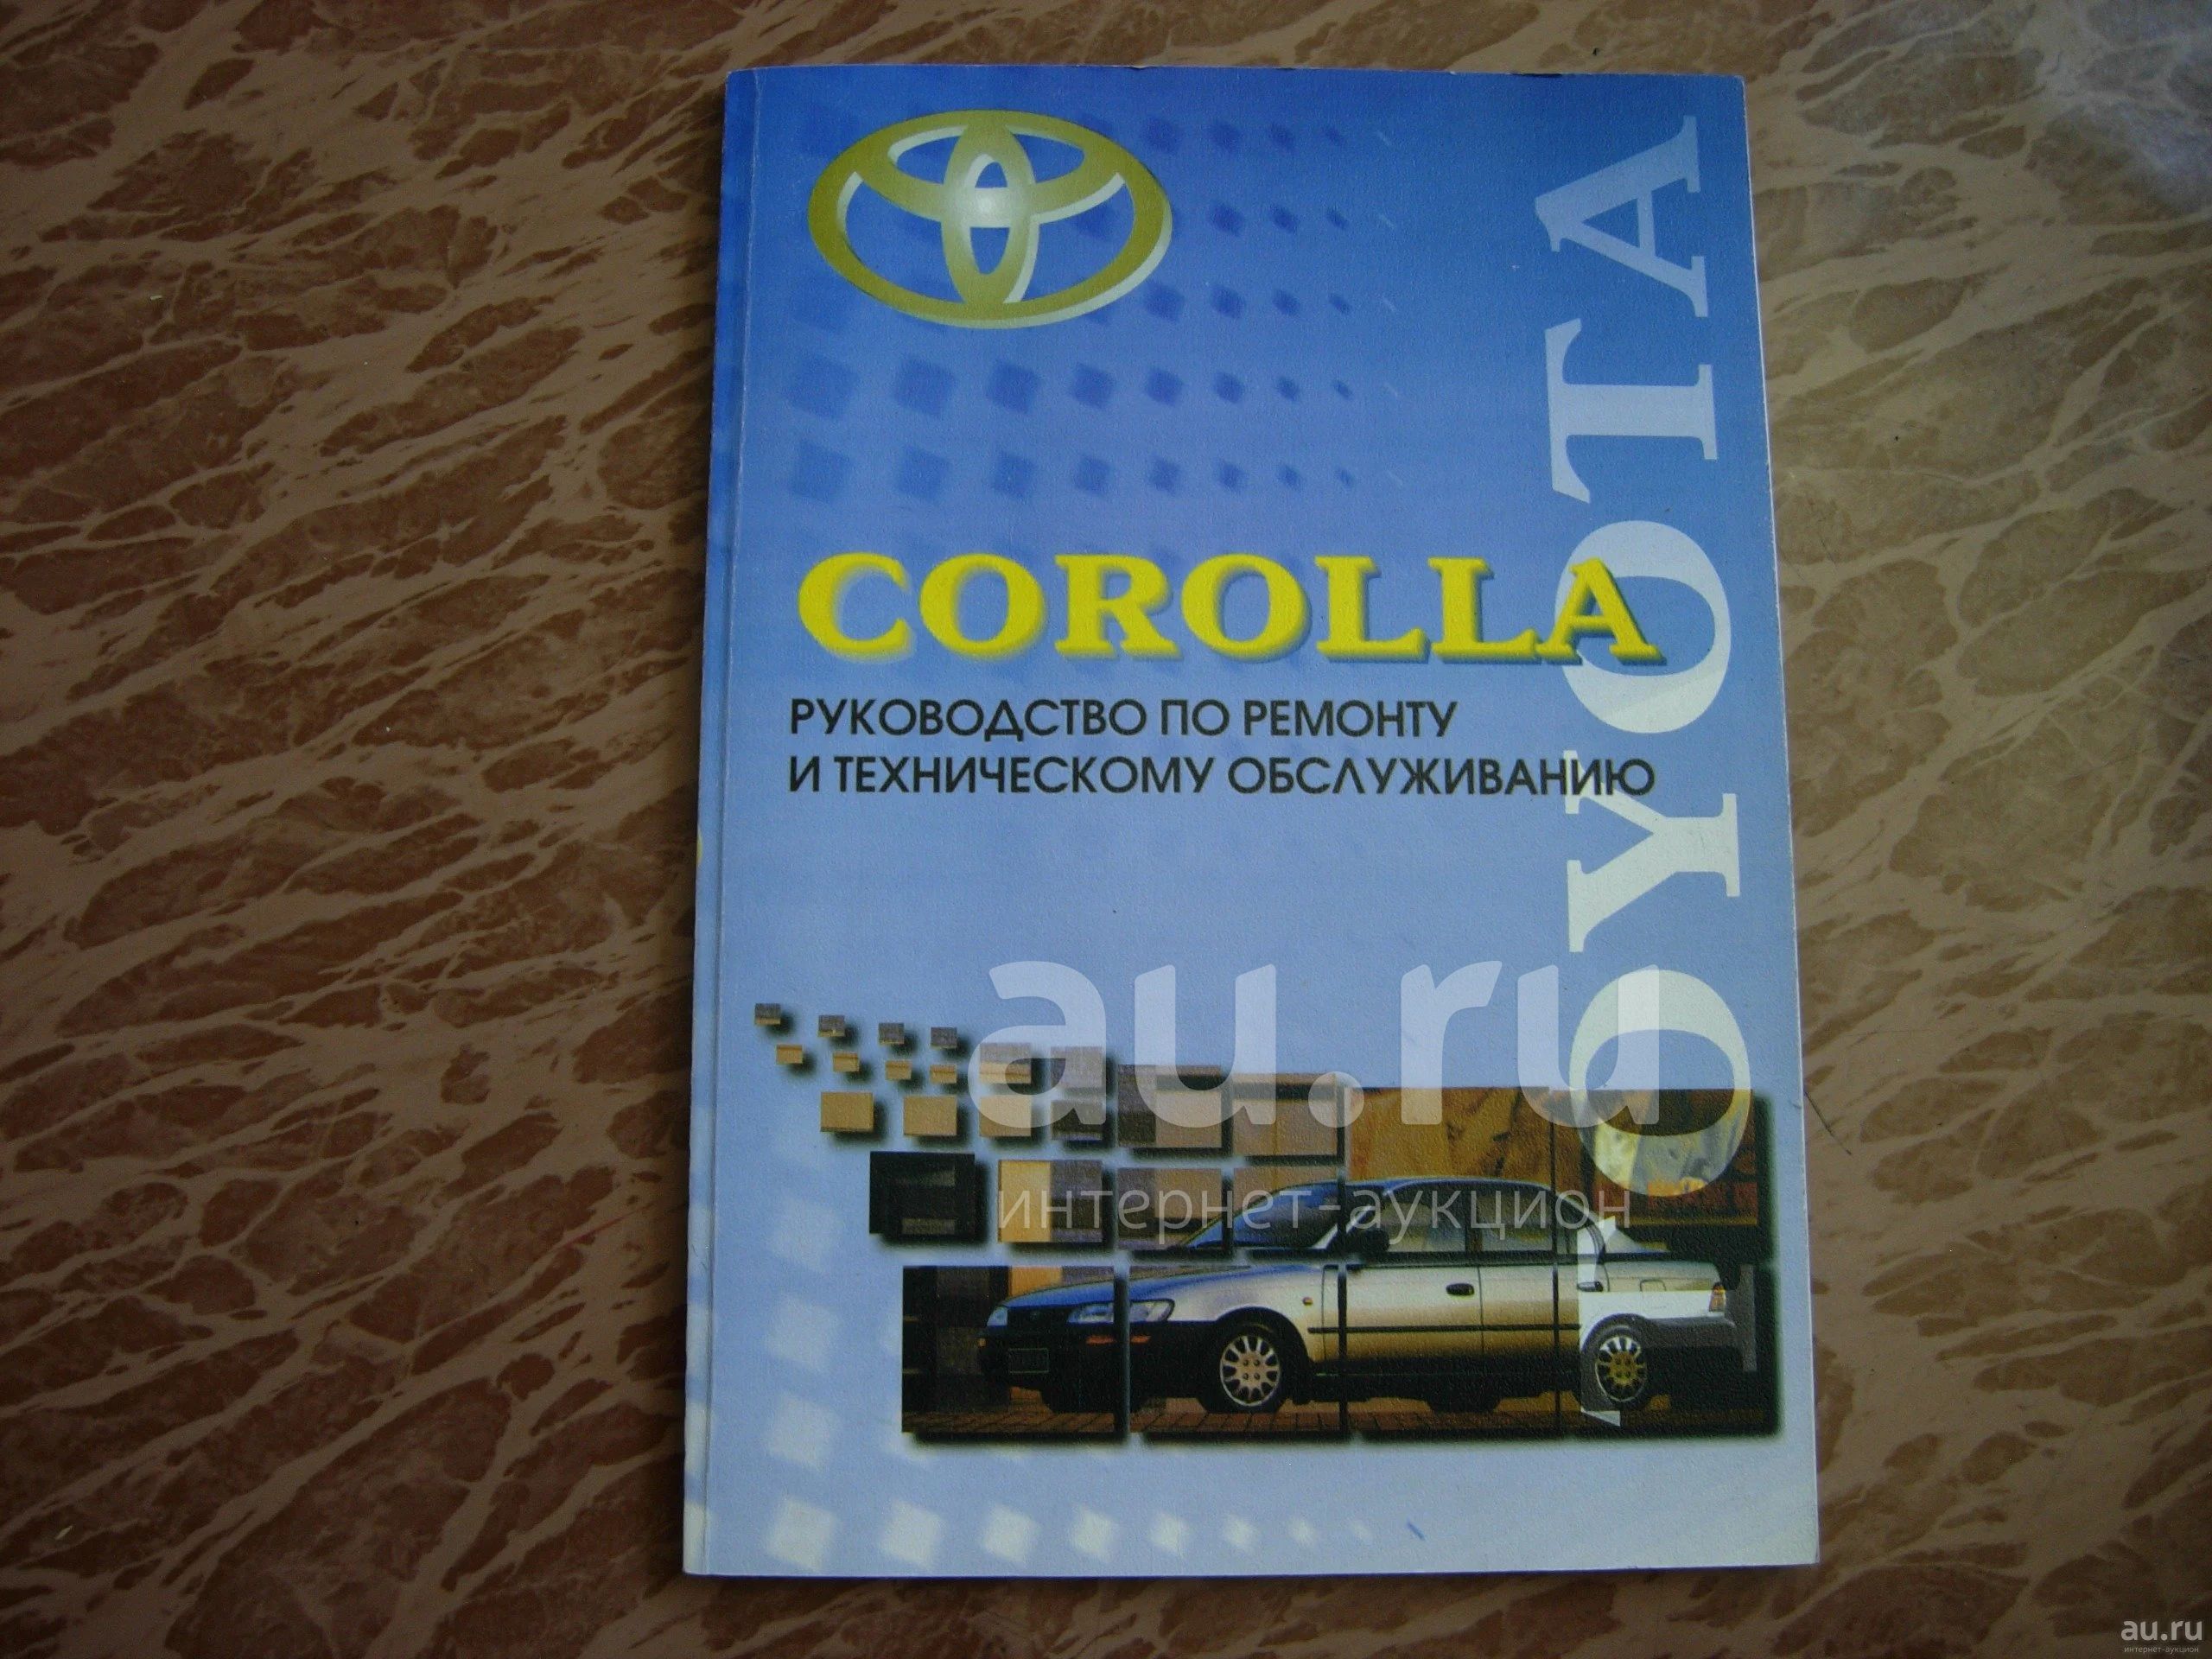 TOYOTA
COROLLA
РУКОВОДСТВО ПО РЕМОНТУ
И ТЕХНИЧЕСКОМУ ОБСЛУЖИВАНИЮ
au.ru
интернет-аукцион
au.ru
интернет-аукцион